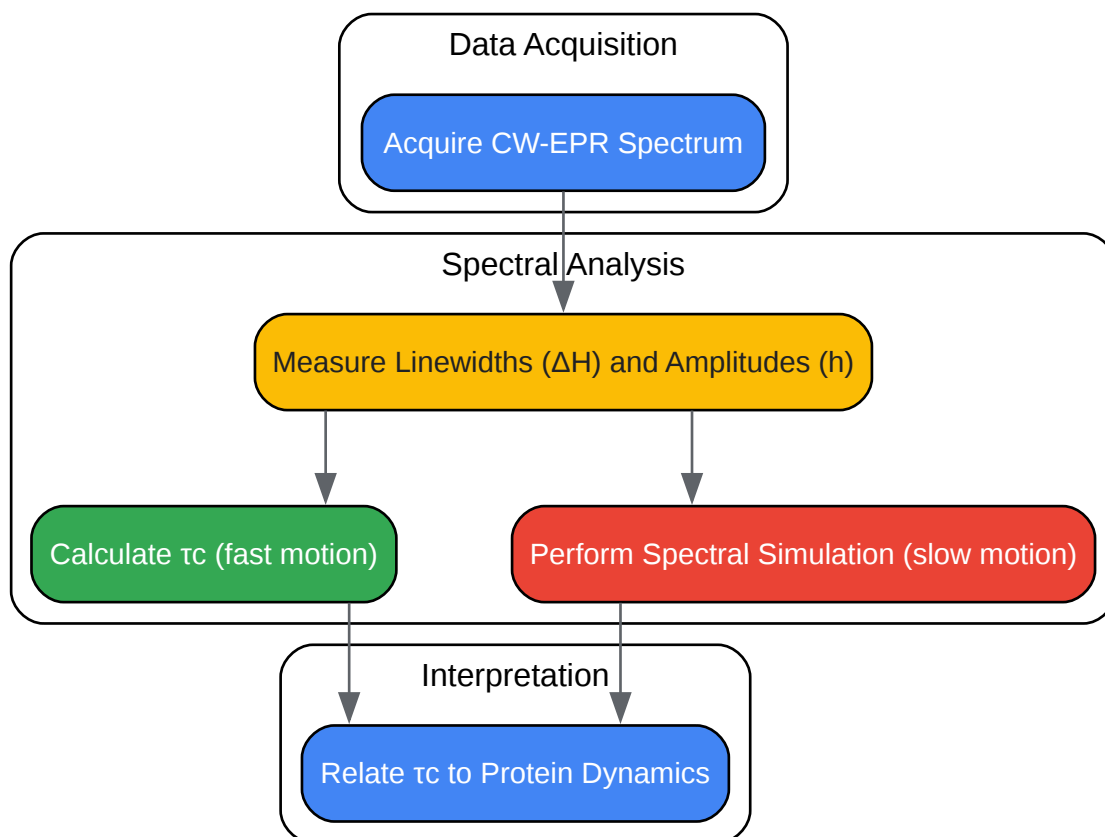 Data Acquisition
Acquire CW-EPR Spectrum
Spectral Analysis
Measure Linewidths (ΔH) and Amplitudes (h)
Calculate τc (fast motion)
Perform Spectral Simulation (slow motion)
Interpretation
Relate τc to Protein Dynamics